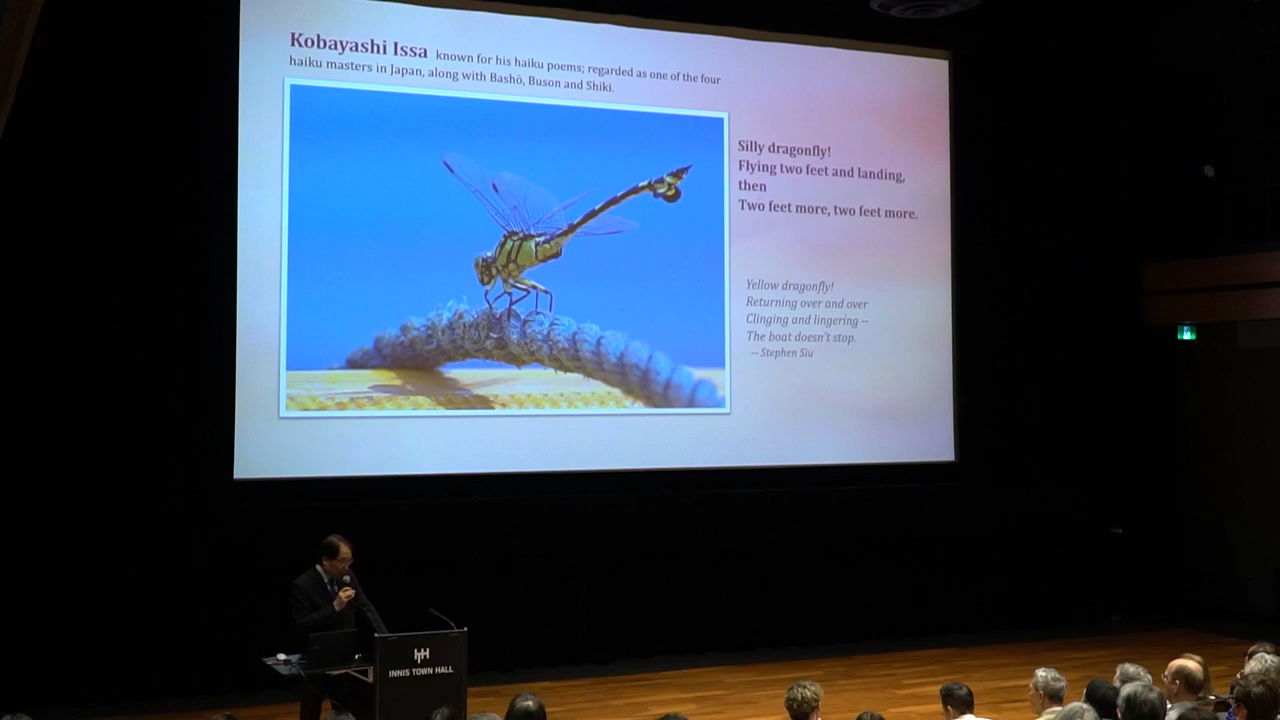 Kobayashi Issa known for his haiku poems; regarded as one of the four
haiku masters in Japan, along with Bashō, Buson and Shiki.
Silly dragonfly!
Flying two feet and landing,
then
Two feet more, two feet more.
Yellow dragonfly!
Returning over and over
Clinging and lingering --
The boat doesn't stop.
-- Stephen Siu
ITH
INNIS TOWN HALL